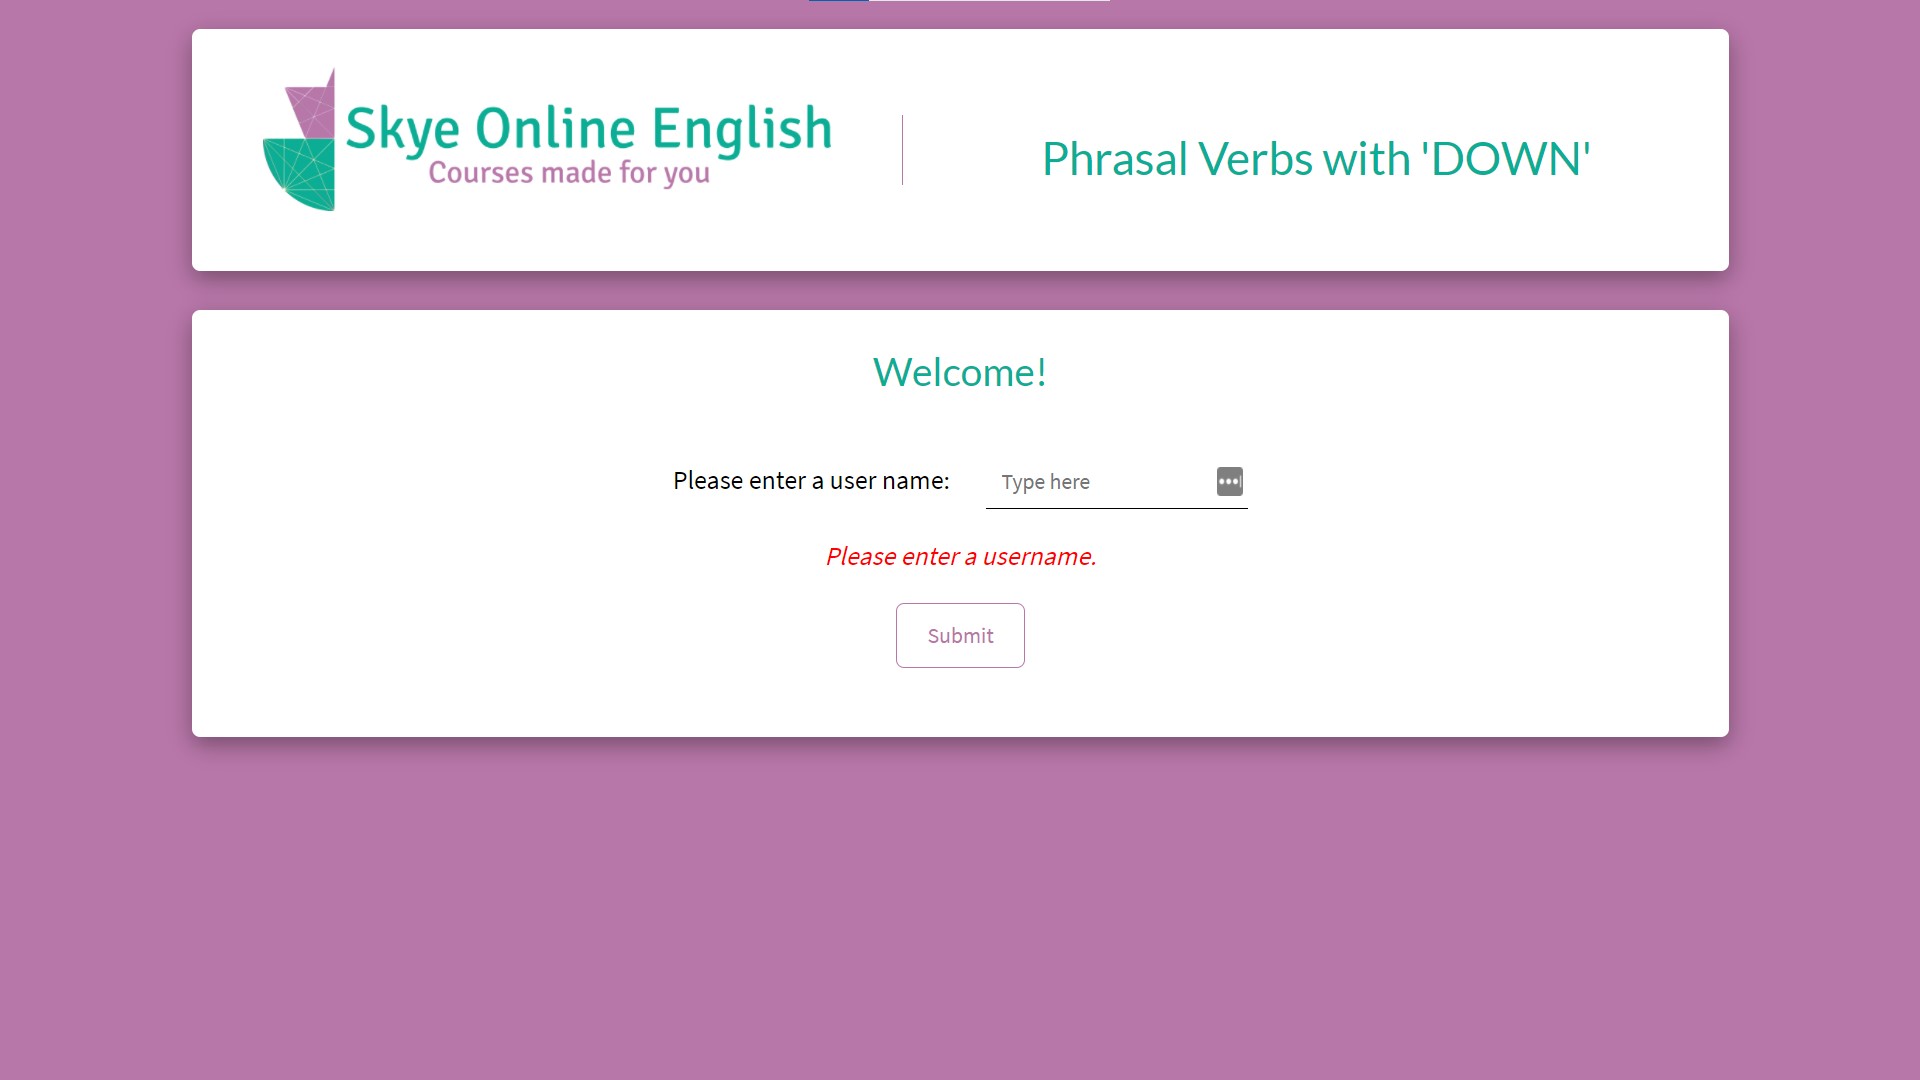 Skye Online English
Courses made for you
Phrasal Verbs with 'DOWN'
Welcome!
Please enter a user name:
Type here
Please enter a username.
Submit